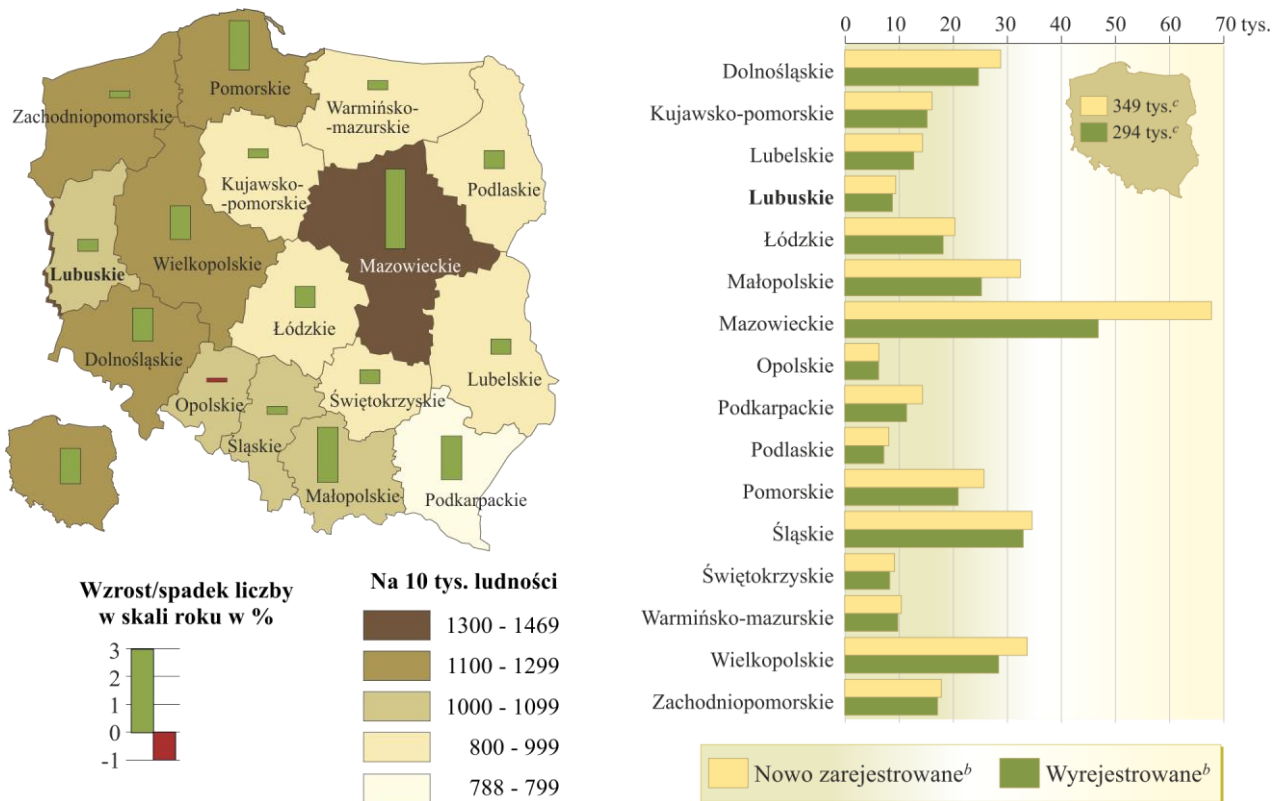 Pomorskie
Zachodniopomorskie
Warmińsko-
-mazurskie
Kujawsko-
-pomorskie
Podlaskie
Lubuskie
Wielkopolskie
Mazowieckie
Łódzkie
Dolnośląskie
Lubelskie
Opolskie
Świętokrzyskie
Śląskie
Małopolskie
Podkarpackie
Wzrost/spadek liczby
w skali roku w %
3
2
1
0
-1
Na 10 tys. ludności
1300 - 1469
1100 - 1299
1000 - 1099
800 - 999
788 - 799
0 10 20 30 40 50 60 70 tys.
Dolnośląskie
Kujawsko-pomorskie
Lubelskie
Lubuskie
Łódzkie
Małopolskie
Mazowieckie
Opolskie
Podkarpackie
Podlaskie
Pomorskie
Śląskie
Świętokrzyskie
Warmińsko-mazurskie
Wielkopolskie
Zachodniopomorskie
349 tys.c
294 tys.c
Nowo zarejestrowaneb Wyrejestrowaneb